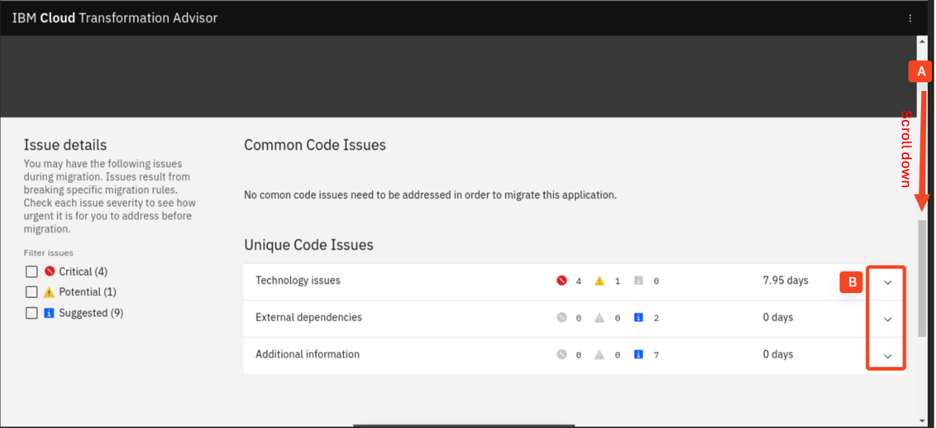 IBM Cloud Transformation Advisor
A
Scroll down
Issue details
You may have the following issues
during migration. Issues result from
breaking specific migration rules.
Check each issue severity to see how
urgent it is for you to address before
migration.
Filter issues
Critical (4)
Potential (1)
Suggested (9)
Common Code Issues
No comon code issues need to be addressed in order to migrate this application.
Unique Code Issues
Technology issues 4 1 0 7.95 days B
External dependencies 0 0 2 0 days
Additional information 0 0 7 0 days